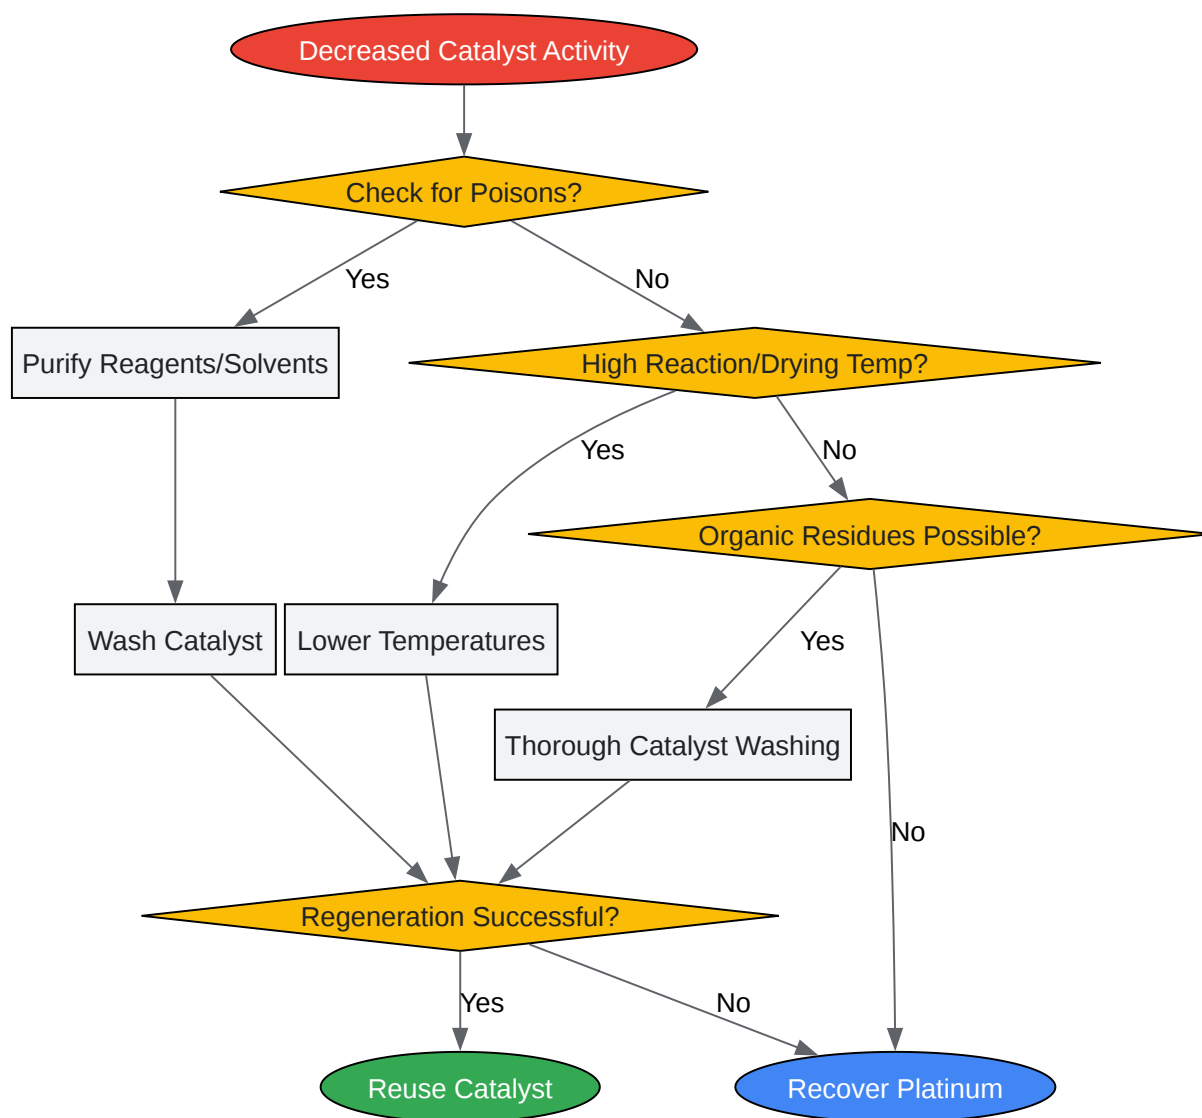 Decreased Catalyst Activity
Check for Poisons?
Yes
No
Purify Reagents/Solvents
High Reaction/Drying Temp?
Yes
No
Organic Residues Possible?
Wash Catalyst
Lower Temperatures
Yes
Thorough Catalyst Washing
No
Regeneration Successful?
Yes
No
Reuse Catalyst
Recover Platinum